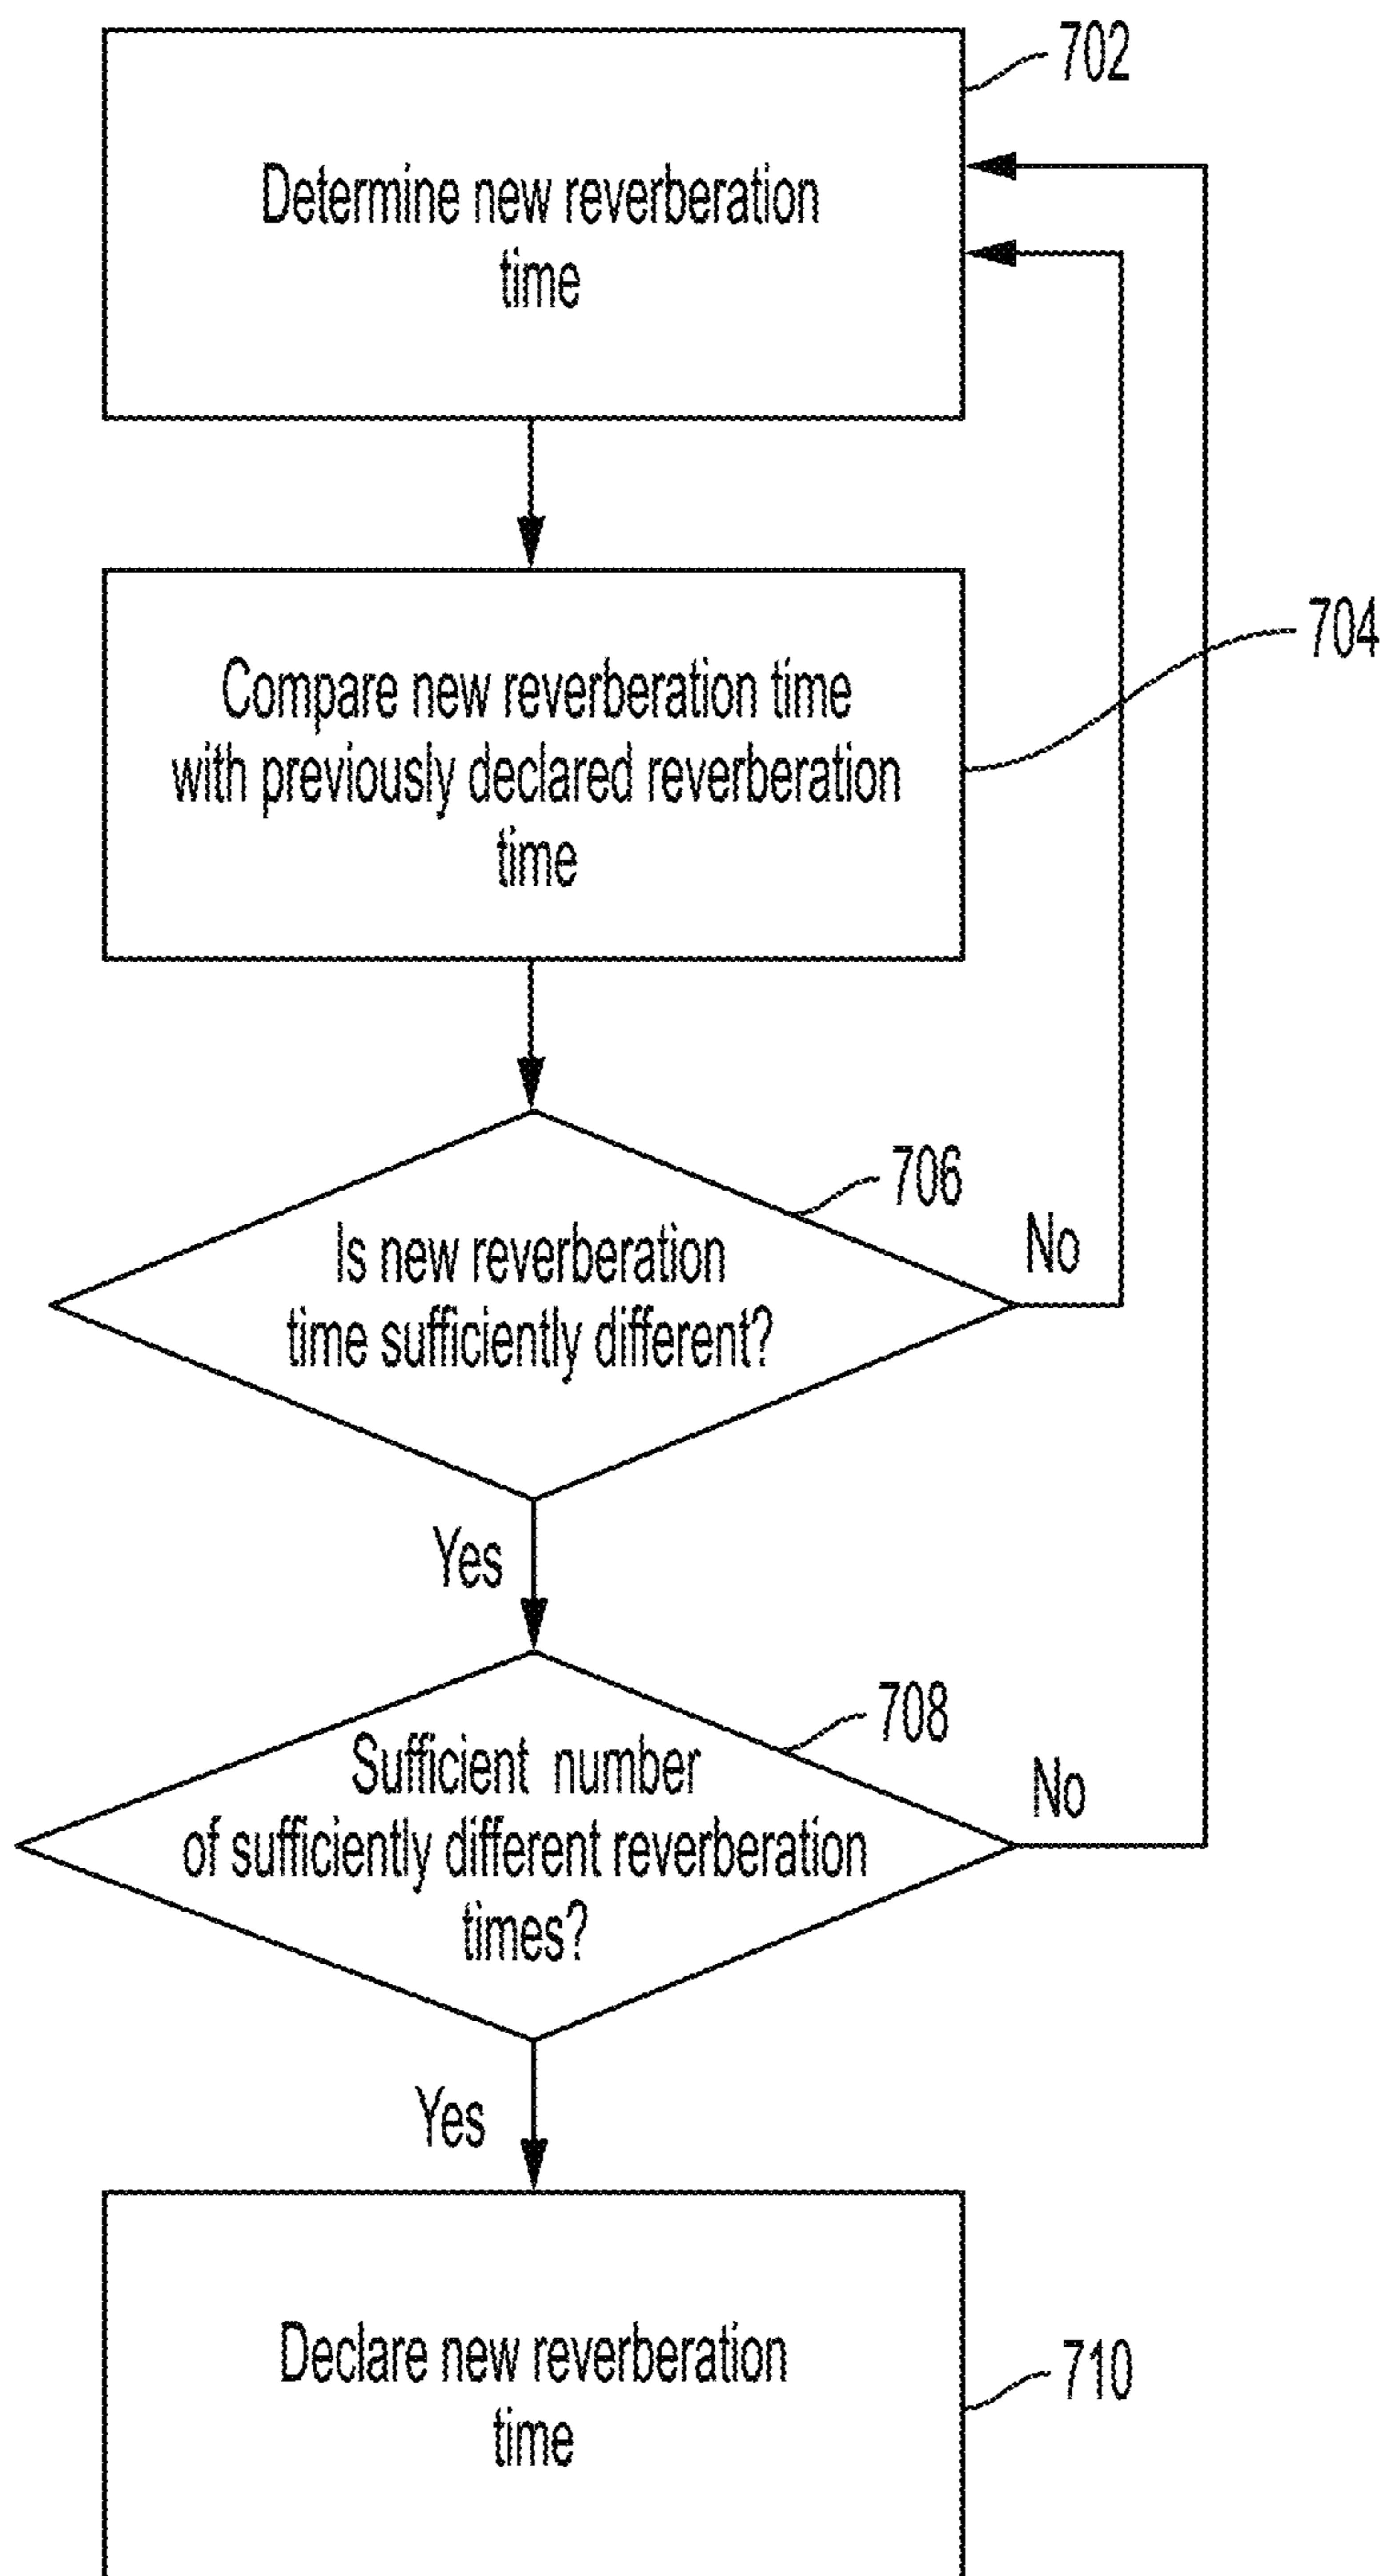 702
Determine new reverberation
time
704
Compare new reverberation time
with previously declared reverberation
time
706
Is new reverberation
time sufficiently different?
No
Yes
708
Sufficient number
of sufficiently different reverberation
times?
No
Yes
Declare new reverberation
time
710